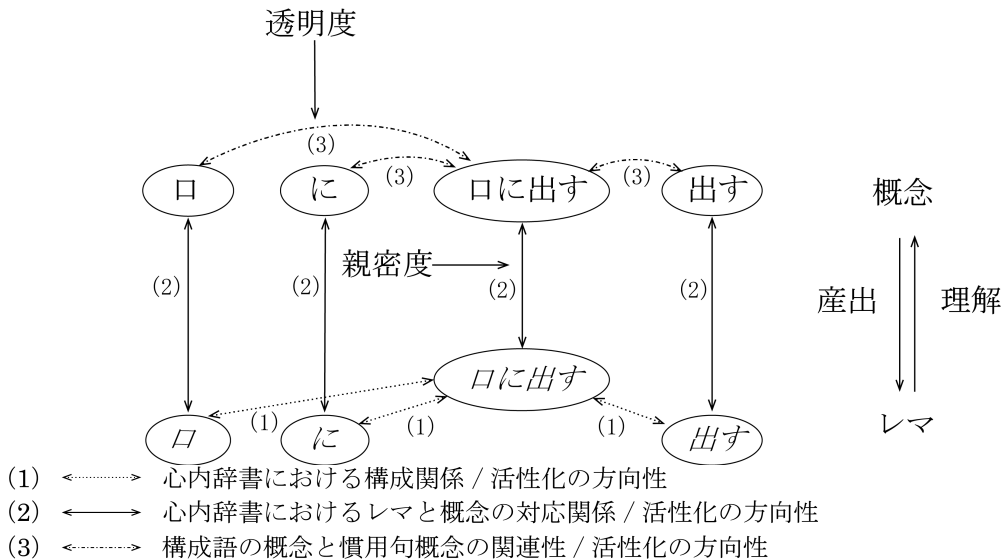 透明度
(3)
(3)
(3)
口
に
口に出す
出す
概念
親密度
(2)
(2)
(2)
(2)
産出
理解
口に出す
(1)
(1)
(1)
口
に
出す
レマ
(1) 心内辞書における構成関係 / 活性化の方向性
(2) 心内辞書におけるレマと概念の対応関係 / 活性化の方向性
(3) 構成語の概念と慣用句概念の関連性 / 活性化の方向性